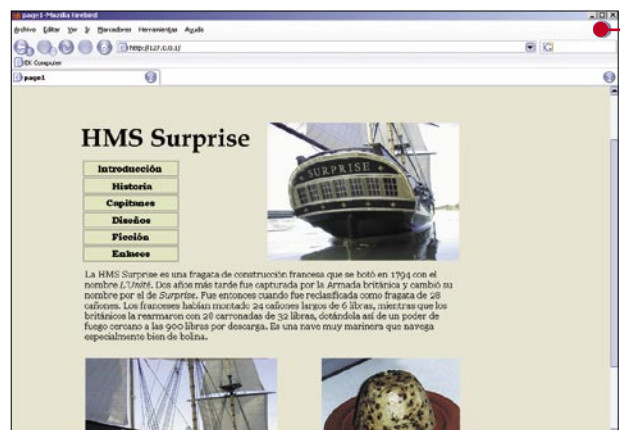 page1-Mozilla Firebird
Archivo Editar Ver Ir Marcadores Herramientas Ayuda
http://127.0.0.1/
G
EX Computer
page1
HMS Surprise
SURPRISE
Introducción
Historia
Capitanes
Diseños
Ficción
Enlaces
La HMS Surprise es una fragata de construcción francesa que se botó en 1794 con el
nombre L'Unité. Dos años más tarde fue capturada por la Armada británica y cambió su
nombre por el de Surprise. Fue entonces cuando fue reclasificada como fragata de 28
cañones. Los franceses habían montado 24 cañones largos de 6 libras, mientras que los
británicos la rearmaron con 28 carronadas de 32 libras, dotándola así de un poder de
fuego cercano a las 900 libras por descarga. Es una nave muy marinera que navega
especialmente bien de bolina.